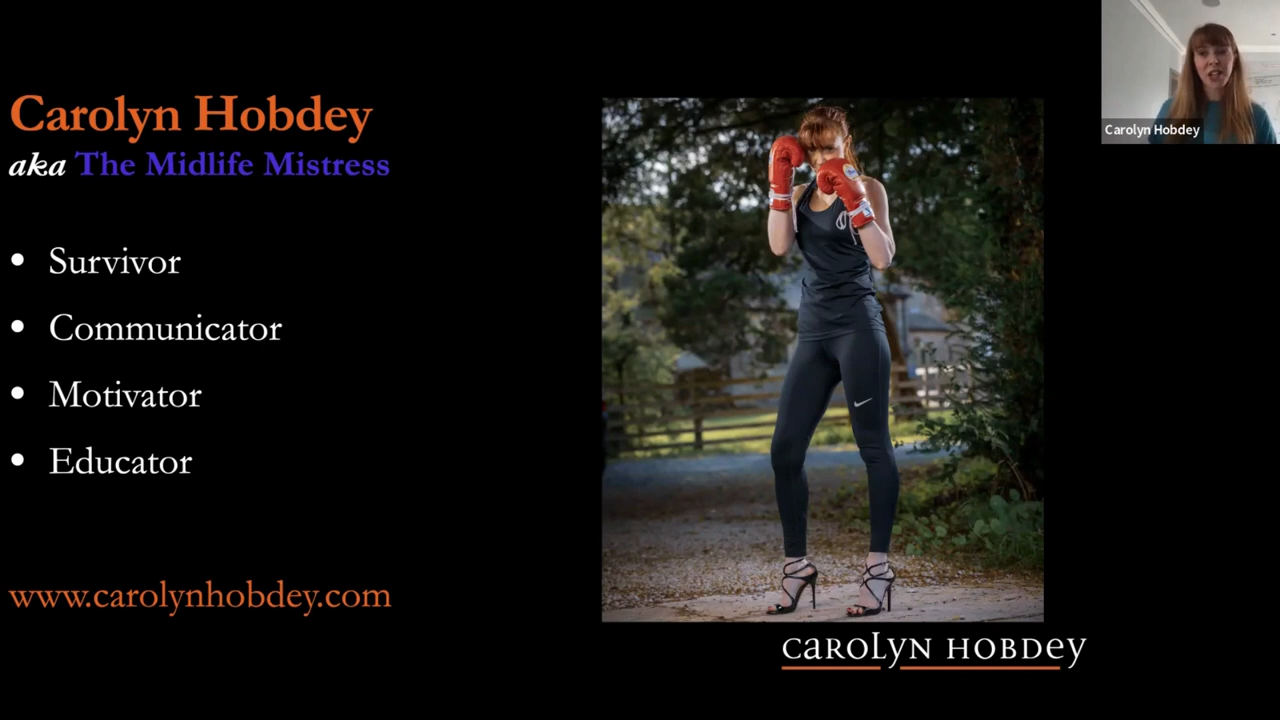 Carolyn Hobdey
aka The Midlife Mistress
• Survivor
• Communicator
• Motivator
• Educator
www.carolynhobdey.com
caroLyn HOBDey
Carolyn Hobdey